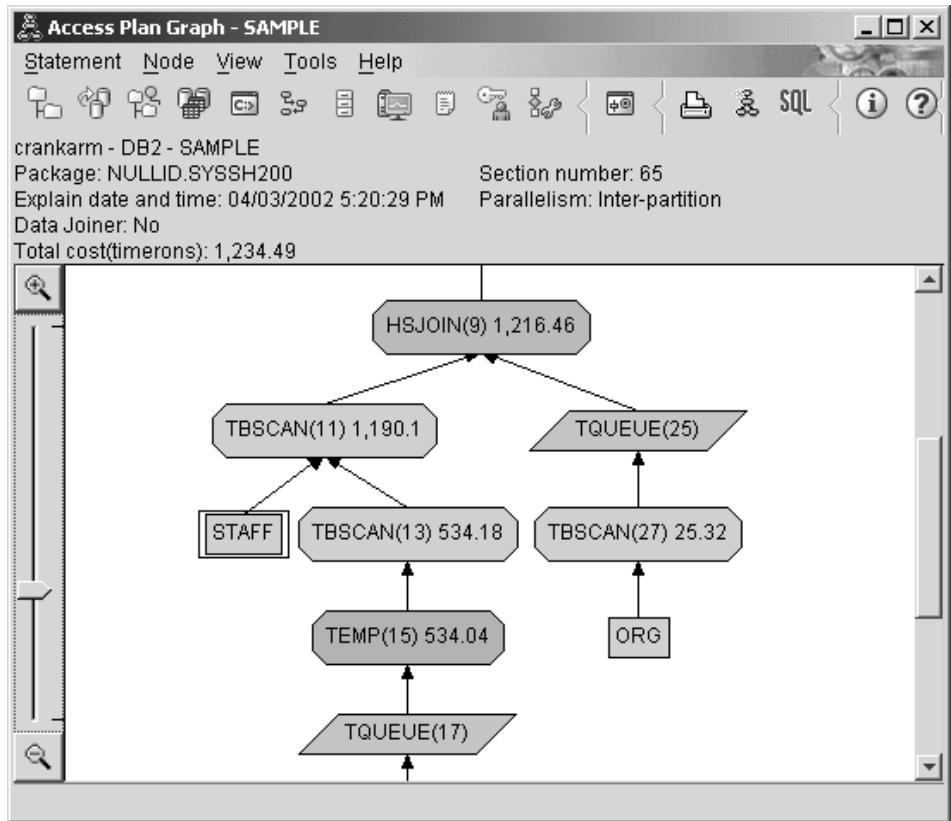 Access Plan Graph - SAMPLE
Statement Node View Tools Help
C:> SQL
crankarm - DB2 - SAMPLE
Package: NULLID.SYSSH200 Section number: 65
Explain date and time: 04/03/2002 5:20:29 PM Parallelism: Inter-partition
Data Joiner: No
Total cost(timerons): 1,234.49
HSJOIN(9) 1,216.46
TBSCAN(11) 1,190.1 TQUEUE(25)
STAFF TBSCAN(13) 534.18 TBSCAN(27) 25.32
TEMP(15) 534.04 ORG
TQUEUE(17)